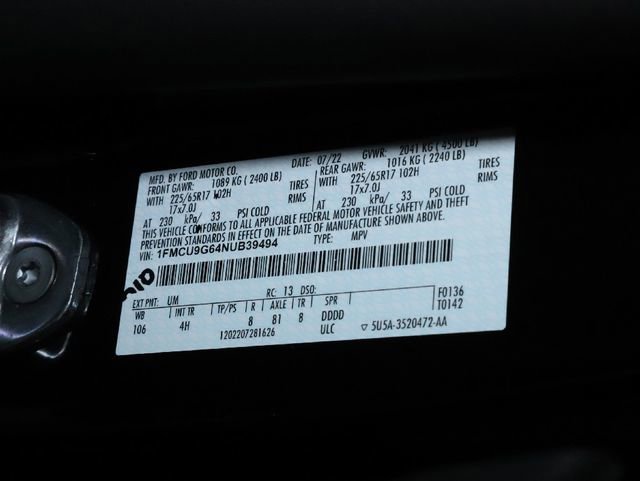 MFD. BY FORD MOTOR CO. DATE: 07/22 GVWR: 2041 KG ( 4500 LB)
FRONT GAWR: 1089 KG ( 2400 LB) REAR GAWR: 1016 KG ( 2240 LB)
WITH 225/65R17 102H TIRES WITH 225/65R17 102H TIRES
17x7.0J RIMS 17x7.0J RIMS
AT 230 kPa/ 33 PSI COLD AT 230 kPa/ 33 PSI COLD
THIS VEHICLE CONFORMS TO ALL APPLICABLE FEDERAL MOTOR VEHICLE SAFETY AND THEFT
PREVENTION STANDARDS IN EFFECT ON THE DATE OF MANUFACTURE SHOWN ABOVE.
VIN: 1FMCU9G64NUB39494 TYPE: MPV
EXT PNT: UM RC: 13 DSO: F0136
WB INT TR TP/PS R AXLE TR SPR T0142
106 4H 8 81 8 DDDD
1202207281626 ULC ▽ 5U5A-3520472-AA